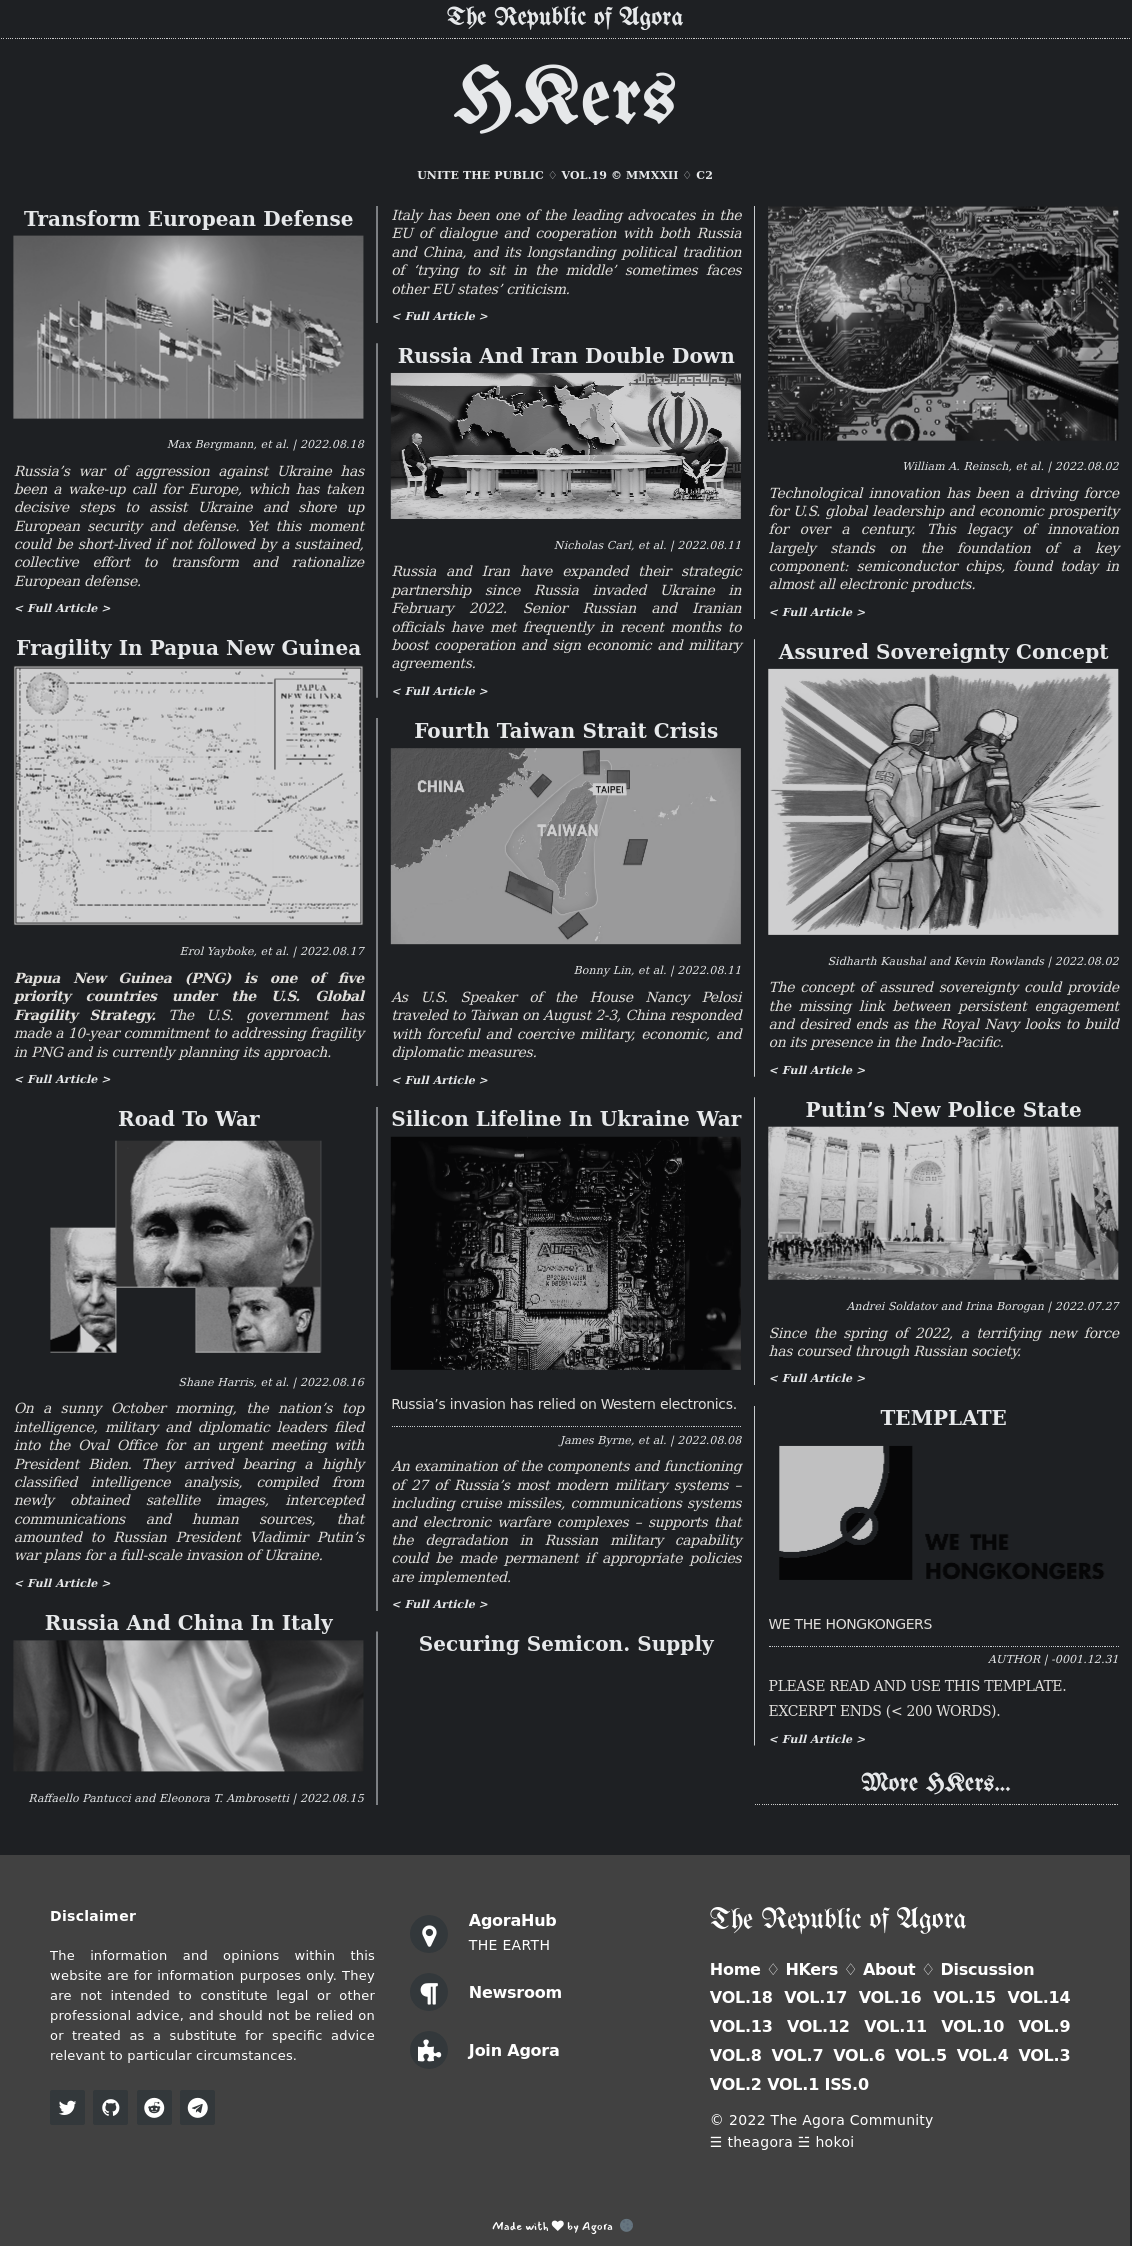 The Republic of Agora
HKers
UNITE THE PUBLIC ♢ VOL.19 © MMXXII ♢ C2
Transform European Defense
Max Bergmann, et al. | 2022.08.18
Russia’s war of aggression against Ukraine has
been a wake-up call for Europe, which has taken
decisive steps to assist Ukraine and shore up
European security and defense. Yet this moment
could be short-lived if not followed by a sustained,
collective effort to transform and rationalize
European defense.
< Full Article >
Fragility In Papua New Guinea
PAPUA
NEW GUINEA
Erol Yayboke, et al. | 2022.08.17
Papua New Guinea (PNG) is one of five
priority countries under the U.S. Global
Fragility Strategy. The U.S. government has
made a 10-year commitment to addressing fragility
in PNG and is currently planning its approach.
< Full Article >
Road To War
Shane Harris, et al. | 2022.08.16
On a sunny October morning, the nation’s top
intelligence, military and diplomatic leaders filed
into the Oval Office for an urgent meeting with
President Biden. They arrived bearing a highly
classified intelligence analysis, compiled from
newly obtained satellite images, intercepted
communications and human sources, that
amounted to Russian President Vladimir Putin’s
war plans for a full-scale invasion of Ukraine.
< Full Article >
Russia And China In Italy
Raffaello Pantucci and Eleonora T. Ambrosetti | 2022.08.15
Italy has been one of the leading advocates in the
EU of dialogue and cooperation with both Russia
and China, and its longstanding political tradition
of ‘trying to sit in the middle’ sometimes faces
other EU states’ criticism.
< Full Article >
Russia And Iran Double Down
Nicholas Carl, et al. | 2022.08.11
Russia and Iran have expanded their strategic
partnership since Russia invaded Ukraine in
February 2022. Senior Russian and Iranian
officials have met frequently in recent months to
boost cooperation and sign economic and military
agreements.
< Full Article >
Fourth Taiwan Strait Crisis
CHINA
TAIPEI
TAIWAN
Bonny Lin, et al. | 2022.08.11
As U.S. Speaker of the House Nancy Pelosi
traveled to Taiwan on August 2-3, China responded
with forceful and coercive military, economic, and
diplomatic measures.
< Full Article >
Silicon Lifeline In Ukraine War
ALTERA
Russia’s invasion has relied on Western electronics.
James Byrne, et al. | 2022.08.08
An examination of the components and functioning
of 27 of Russia’s most modern military systems –
including cruise missiles, communications systems
and electronic warfare complexes – supports that
the degradation in Russian military capability
could be made permanent if appropriate policies
are implemented.
< Full Article >
Securing Semicon. Supply
William A. Reinsch, et al. | 2022.08.02
Technological innovation has been a driving force
for U.S. global leadership and economic prosperity
for over a century. This legacy of innovation
largely stands on the foundation of a key
component: semiconductor chips, found today in
almost all electronic products.
< Full Article >
Assured Sovereignty Concept
Sidharth Kaushal and Kevin Rowlands | 2022.08.02
The concept of assured sovereignty could provide
the missing link between persistent engagement
and desired ends as the Royal Navy looks to build
on its presence in the Indo-Pacific.
< Full Article >
Putin’s New Police State
Andrei Soldatov and Irina Borogan | 2022.07.27
Since the spring of 2022, a terrifying new force
has coursed through Russian society.
< Full Article >
TEMPLATE
WE THE
HONGKONGERS
WE THE HONGKONGERS
AUTHOR | -0001.12.31
PLEASE READ AND USE THIS TEMPLATE.
EXCERPT ENDS (< 200 WORDS).
< Full Article >
More HKers...
Disclaimer
The information and opinions within this
website are for information purposes only. They
are not intended to constitute legal or other
professional advice, and should not be relied on
or treated as a substitute for specific advice
relevant to particular circumstances.
AgoraHub
THE EARTH
Newsroom
Join Agora
The Republic of Agora
Home ♢ HKers ♢ About ♢ Discussion
VOL.18 VOL.17 VOL.16 VOL.15 VOL.14
VOL.13 VOL.12 VOL.11 VOL.10 VOL.9
VOL.8 VOL.7 VOL.6 VOL.5 VOL.4 VOL.3
VOL.2 VOL.1 ISS.0
© 2022 The Agora Community
☰ theagora ☱ hokoi
Made with ♥ by Agora